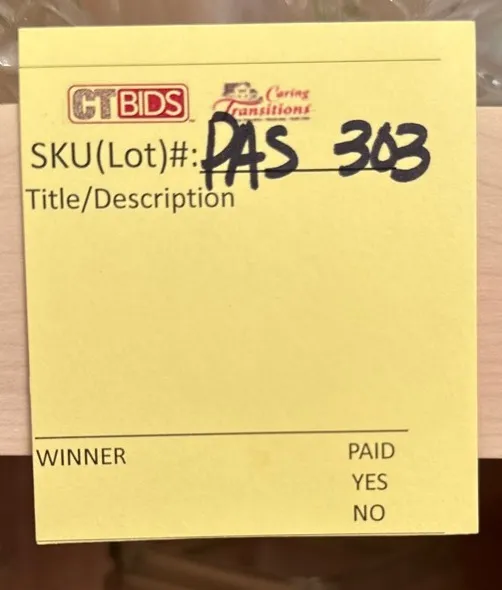 CTBIDS Caring Transitions
SKU(Lot)#: PAS 303
Title/Description
WINNER PAID
YES
NO